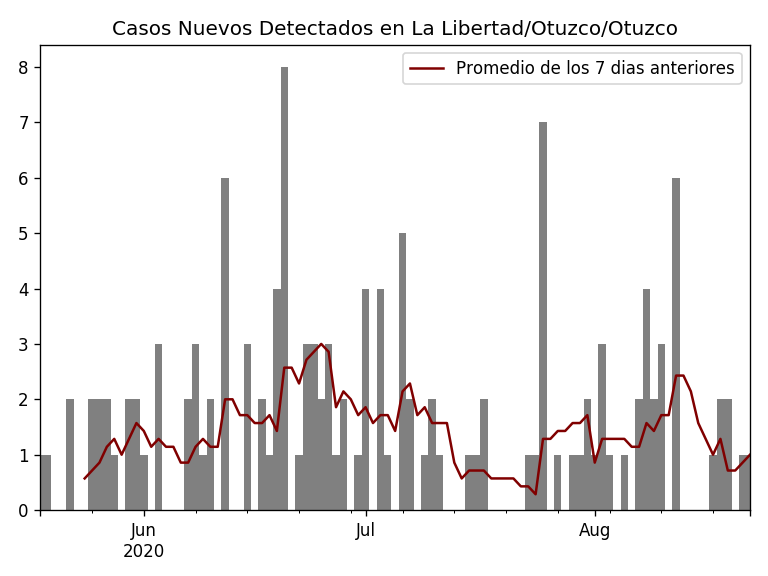 Casos Nuevos Detectados en La Libertad/Otuzco/Otuzco
Promedio de los 7 dias anteriores
8
7
6
5
4
3
2
1
0
Jun
2020
Jul
Aug